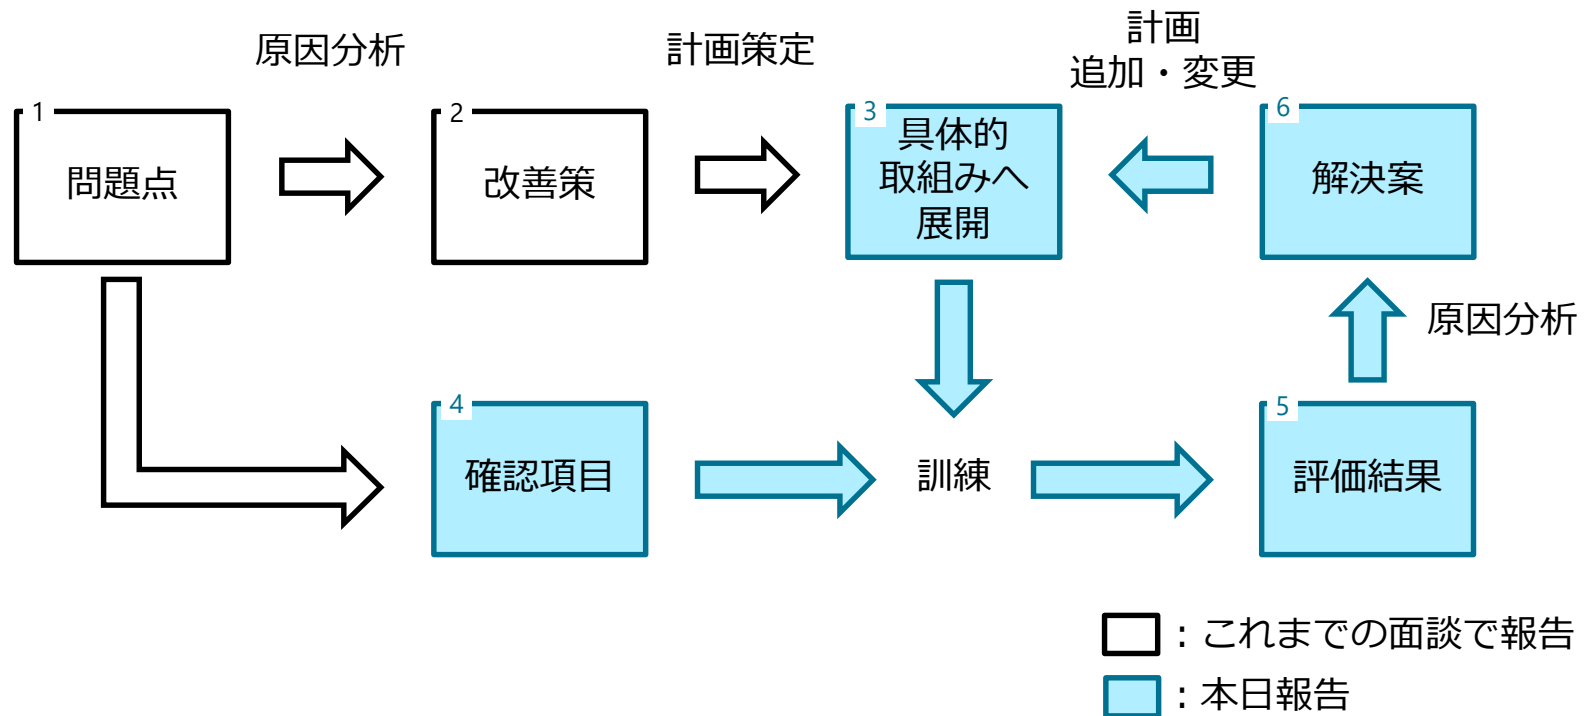 原因分析
計画策定
計画
追加・変更
1
問題点
2
改善策
3
具体的
取組みへ
展開
6
解決案
原因分析
4
確認項目
訓練
5
評価結果
：これまでの面談で報告
：本日報告